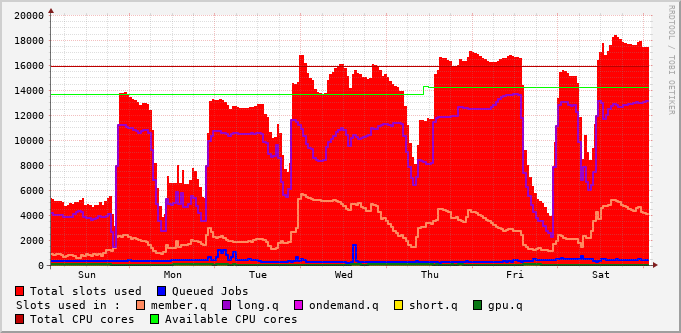 RRDTOOL / TOBI OETIKER
20000
18000
16000
14000
12000
10000
8000
6000
4000
2000
0
Sun Mon Tue Wed Thu Fri Sat
Total slots used Queued Jobs
Slots used in : member.q long.q ondemand.q short.q gpu.q
Total CPU cores Available CPU cores